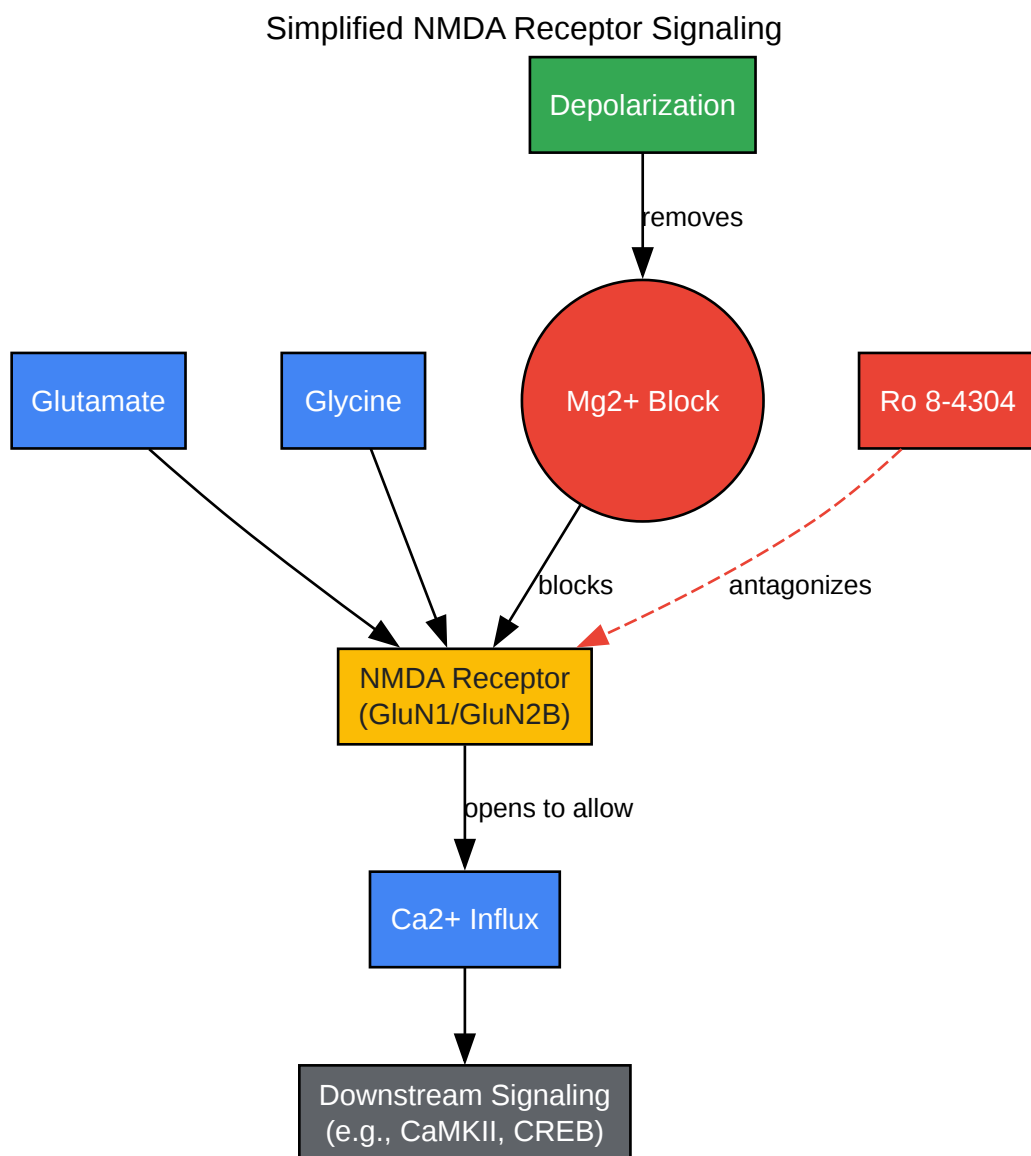 Simplified NMDA Receptor Signaling
Depolarization
removes
Glutamate
Glycine
Mg2+ Block
Ro 8-4304
blocks
antagonizes
NMDA Receptor
(GluN1/GluN2B)
opens to allow
Ca2+ Influx
Downstream Signaling
(e.g., CaMKII, CREB)